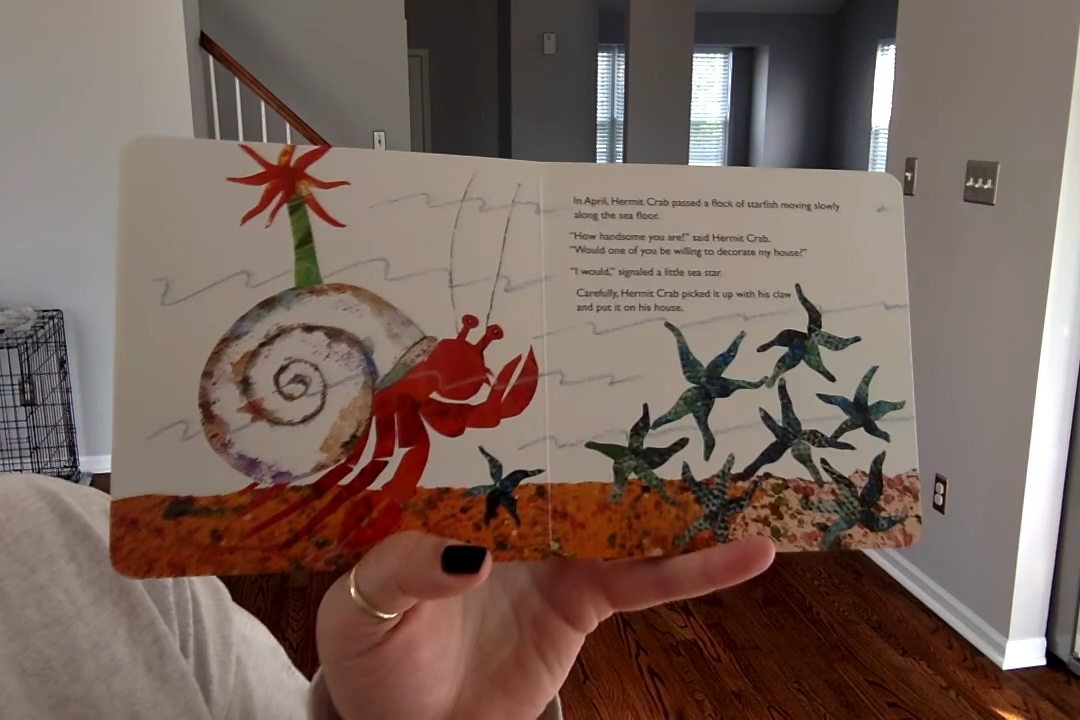 In April, Hermit Crab passed a flock of starfish moving slowly
along the sea floor.
"How handsome you are!" said Hermit Crab.
"Would one of you be willing to decorate my house?"
"I would," signaled a little sea star.
Carefully, Hermit Crab picked it up with his claw
and put it on his house.